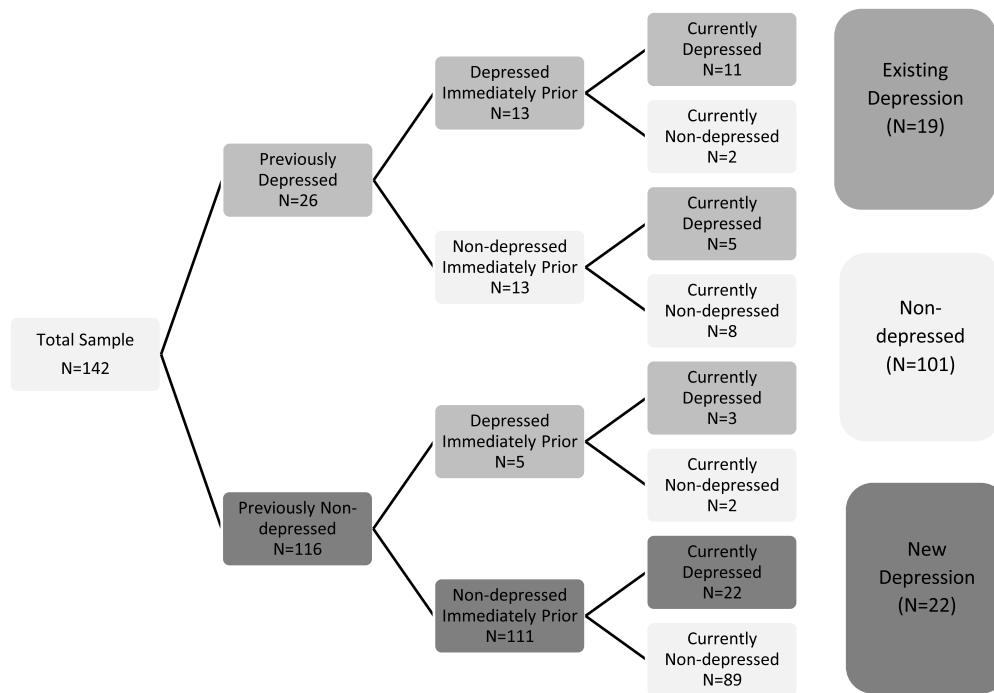 Total Sample
N=142
Previously
Depressed
N=26
Previously Non-
depressed
N=116
Depressed
Immediately Prior
N=13
Non-depressed
Immediately Prior
N=13
Depressed
Immediately Prior
N=5
Non-depressed
Immediately Prior
N=111
Currently
Depressed
N=11
Currently
Non-depressed
N=2
Currently
Depressed
N=5
Currently
Non-depressed
N=8
Currently
Depressed
N=3
Currently
Non-depressed
N=2
Currently
Depressed
N=22
Currently
Non-depressed
N=89
Existing
Depression
(N=19)
Non-
depressed
(N=101)
New
Depression
(N=22)